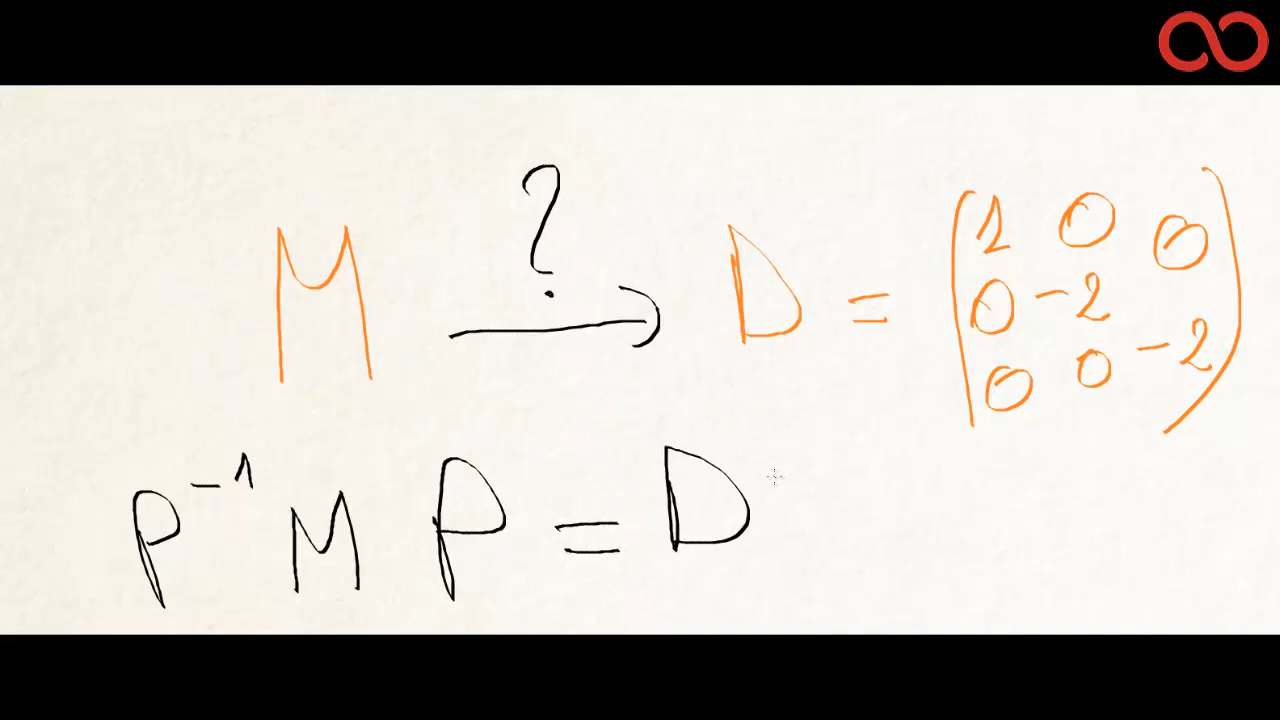 M ? → D = ( 1 0 0
0 -2
0 0 -2 )
P⁻¹ M P = D